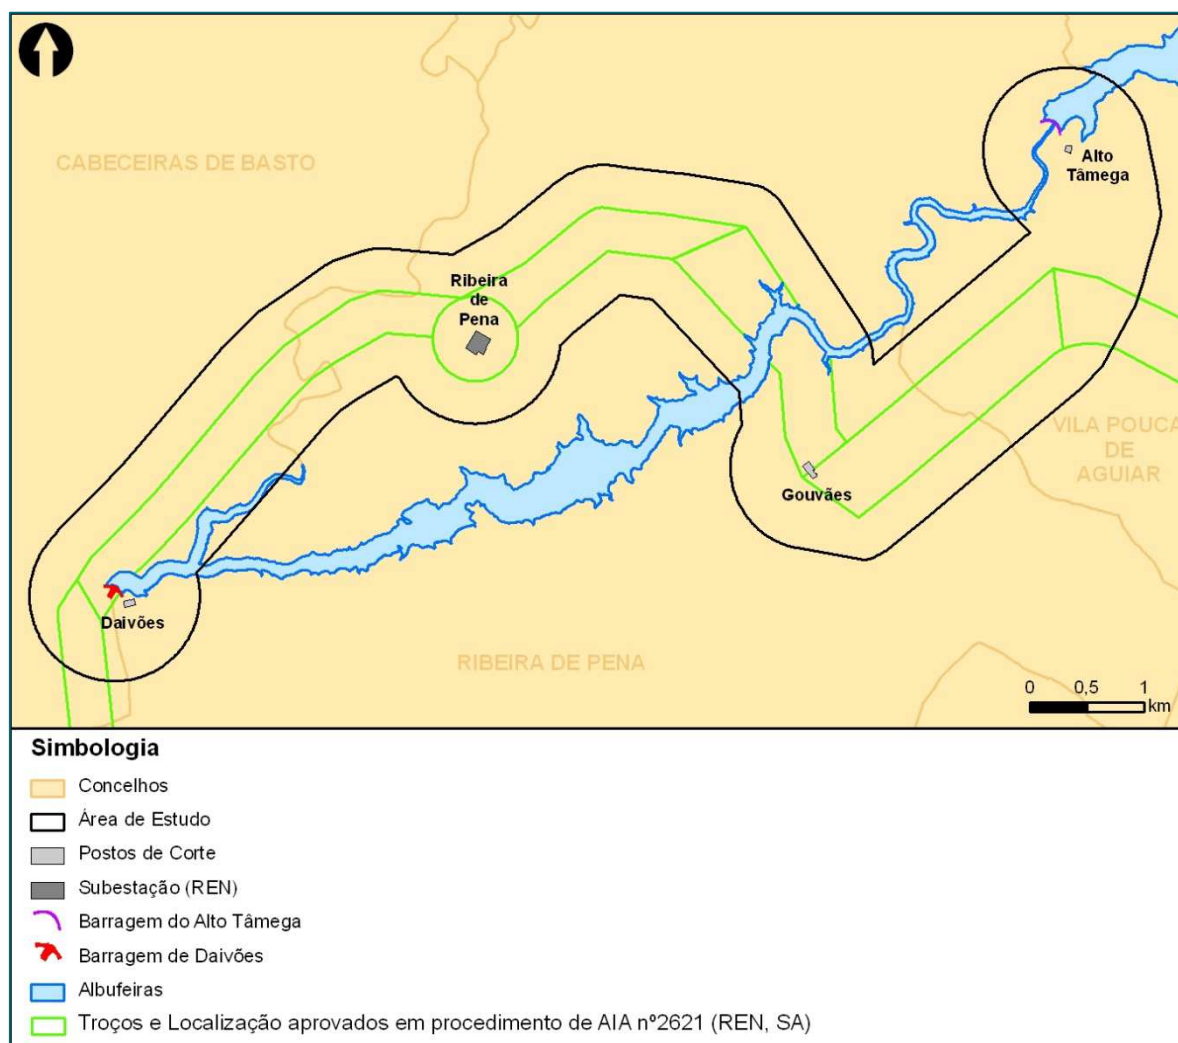 CABECEIRAS DE BASTO
Alto
Tâmega
Ribeira
de
Pena
VILA POUCA
DE
AGUIAR
Gouvães
Daivões
RIBEIRA DE PENA
0 0,5 1
km
Simbologia
Concelhos
Área de Estudo
Postos de Corte
Subestação (REN)
Barragem do Alto Tâmega
Barragem de Daivões
Albufeiras
Troços e Localização aprovados em procedimento de AIA nº2621 (REN, SA)